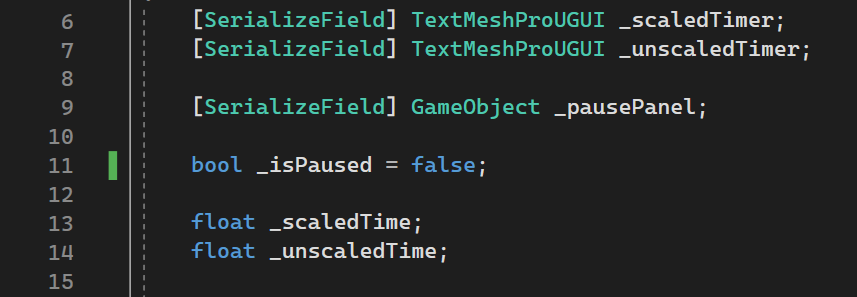 6 [SerializeField] TextMeshProUGUI _scaledTimer;
7 [SerializeField] TextMeshProUGUI _unscaledTimer;
8
9 [SerializeField] GameObject _pausePanel;
10
11 bool _isPaused = false;
12
13 float _scaledTime;
14 float _unscaledTime;
15